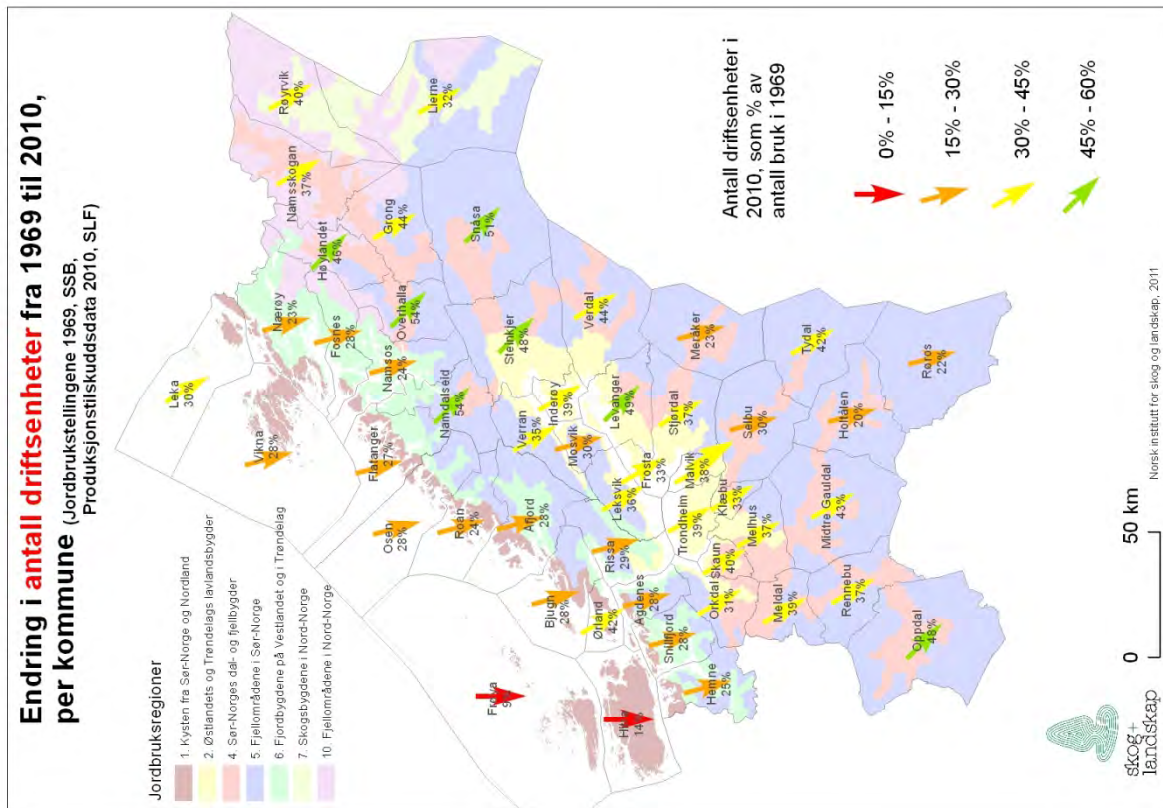 Endring i antall driftsenheter fra 1969 til 2010,
per kommune (Jordbrukstellingene 1969, SSB,
Produksjonstilskuddsdata 2010, SLF)
Jordbruksregioner
1. Kysten fra Sør-Norge og Nordland
2. Østlandets og Trøndelags lavlandsbygder
4. Sør-Norges dal- og fjellbygder
5. Fjellområdene i Sør-Norge
6. Fjordbygdene på Vestlandet og i Trøndelag
7. Skogsbygdene i Nord-Norge
10. Fjellområdene i Nord-Norge
Røyrvik
40%
Lierne
32%
Namsskogan
37%
Grong
44%
Høylandet
46%
Snåsa
51%
Nærøy
23%
Fosnes
28%
Overhalla
54%
Leka
30%
Namsos
24%
Steinkjer
48%
Verdal
44%
Meråker
23%
Vikna
28%
Namdalseid
54%
Inderøy
39%
Verran
35%
Mosvik
30%
Levanger
49%
Stjørdal
37%
Tydal
42%
Røros
22%
Flatanger
27%
Frosta
33%
Malvik
38%
Selbu
30%
Holtålen
20%
Osen
28%
Roan
24%
Åfjord
28%
Leksvik
36%
Trondheim
39%
Klæbu
33%
Melhus
37%
Midtre Gauldal
43%
Rissa
29%
Skaun
40%
Bjugn
28%
Ørland
42%
Agdenes
28%
Orkdal
31%
Meldal
39%
Rennebu
37%
Snillfjord
28%
Oppdal
48%
Hemne
25%
Frøya
Hitra
14%
Antall driftsenheter i
2010, som % av
antall bruk i 1969
0% - 15%
15% - 30%
30% - 45%
45% - 60%
0
50 km
skog+
landskap
Norsk institutt for skog og landskap, 2011